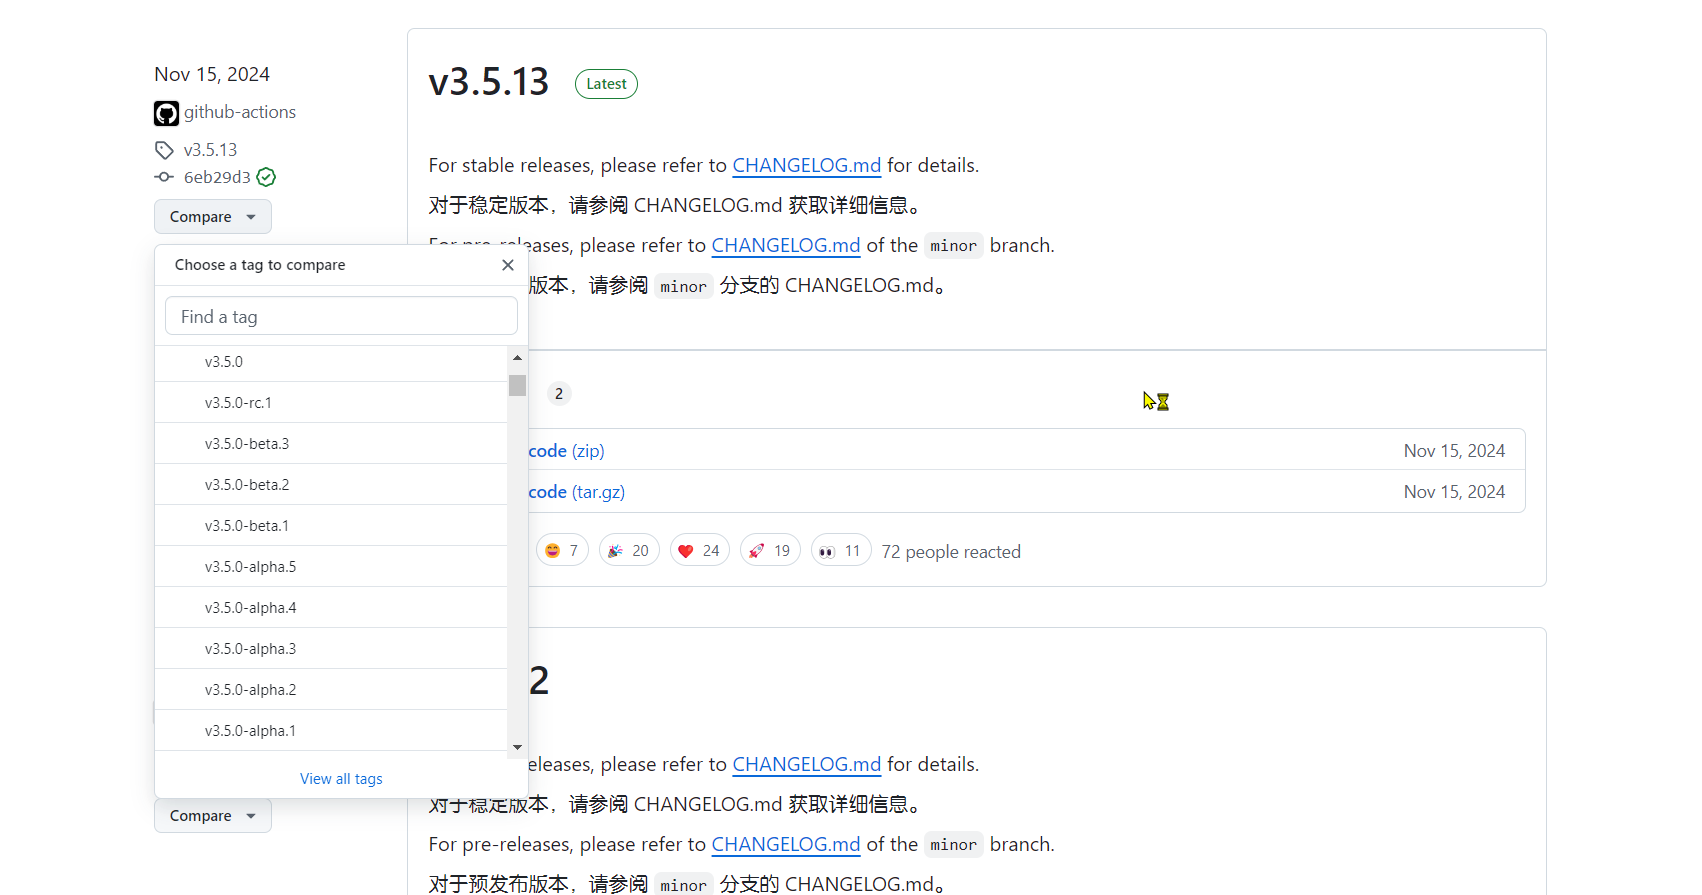 Nov 15, 2024
github-actions
v3.5.13
6eb29d3
Compare
Choose a tag to compare
Find a tag
v3.5.0
v3.5.0-rc.1
v3.5.0-beta.3
v3.5.0-beta.2
v3.5.0-beta.1
v3.5.0-alpha.5
v3.5.0-alpha.4
v3.5.0-alpha.3
v3.5.0-alpha.2
v3.5.0-alpha.1
View all tags
Compare
v3.5.13 Latest
For stable releases, please refer to CHANGELOG.md for details.
对于稳定版本，请参阅 CHANGELOG.md 获取详细信息。
For pre-releases, please refer to CHANGELOG.md of the minor branch.
版本，请参阅 minor 分支的 CHANGELOG.md。
2
code (zip) Nov 15, 2024
code (tar.gz) Nov 15, 2024
7 20 24 19 11 72 people reacted
2
eleases, please refer to CHANGELOG.md for details.
对于稳定版本，请参阅 CHANGELOG.md 获取详细信息。
For pre-releases, please refer to CHANGELOG.md of the minor branch.
对于预发布版本，请参阅 minor 分支的 CHANGELOG.md。